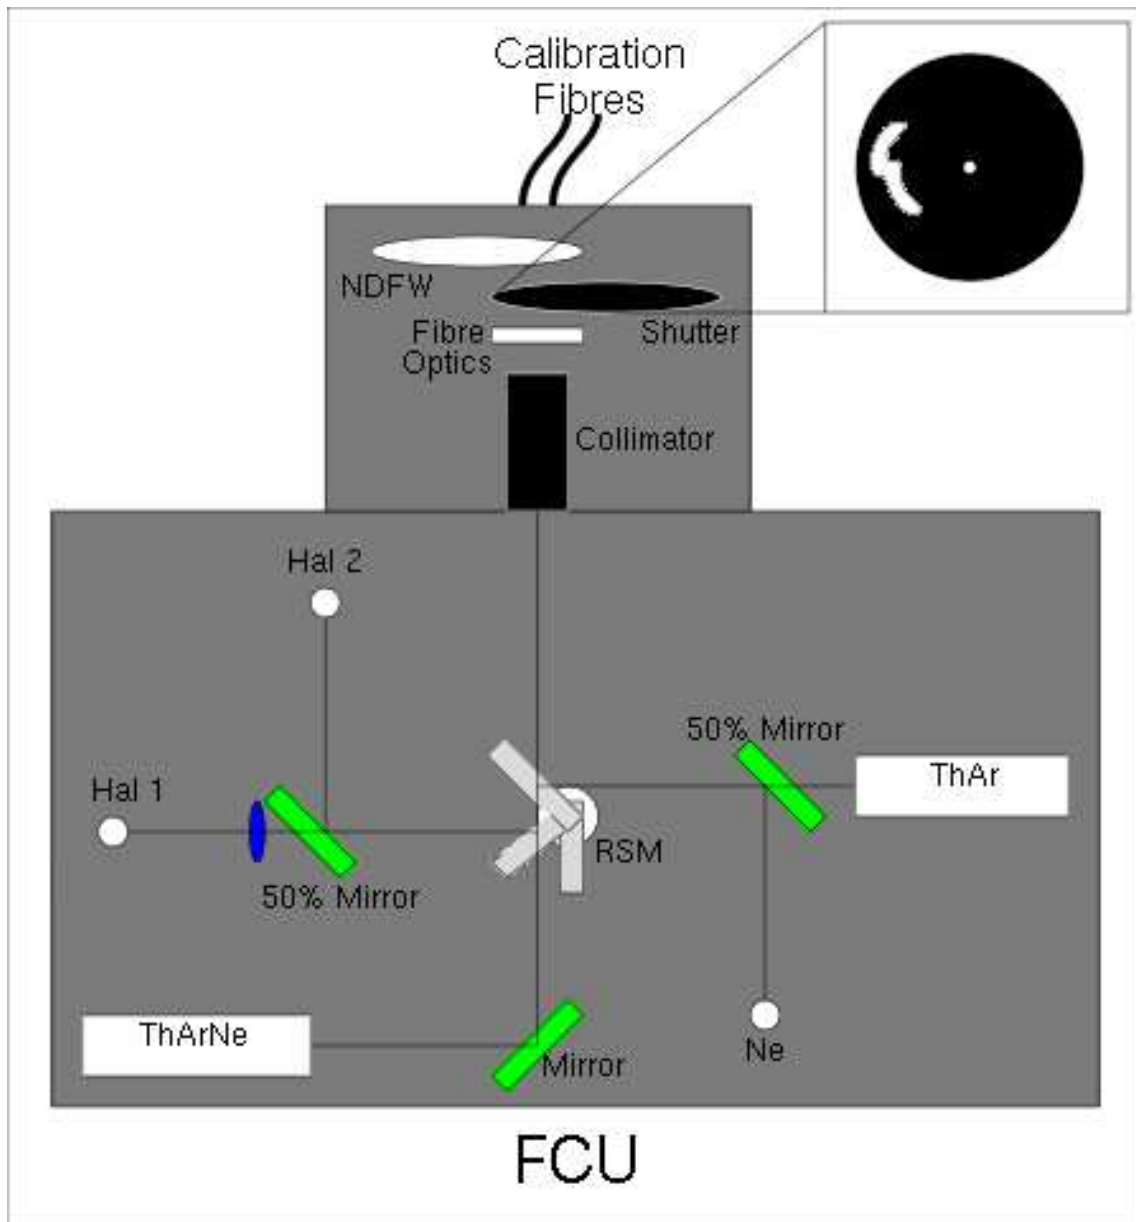 Calibration
Fibres
NDFW
Fibre
Optics
Shutter
Collimator
Hal 2
50% Mirror
ThAr
Hal 1
RSM
50% Mirror
ThArNe
Ne
Mirror
FCU